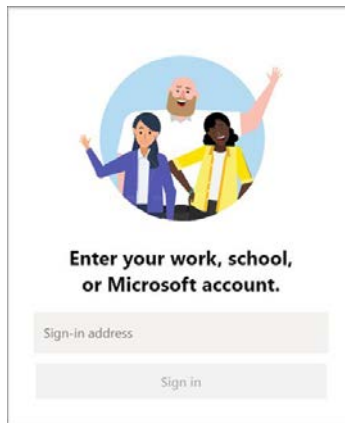 Enter your work, school,
or Microsoft account.
Sign-in address
Sign in